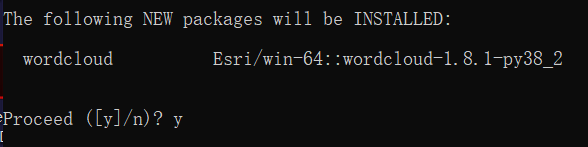 The following NEW packages will be INSTALLED:
wordcloud Esri/win-64::wordcloud-1.8.1-py38_2
Proceed ([y]/n)? y